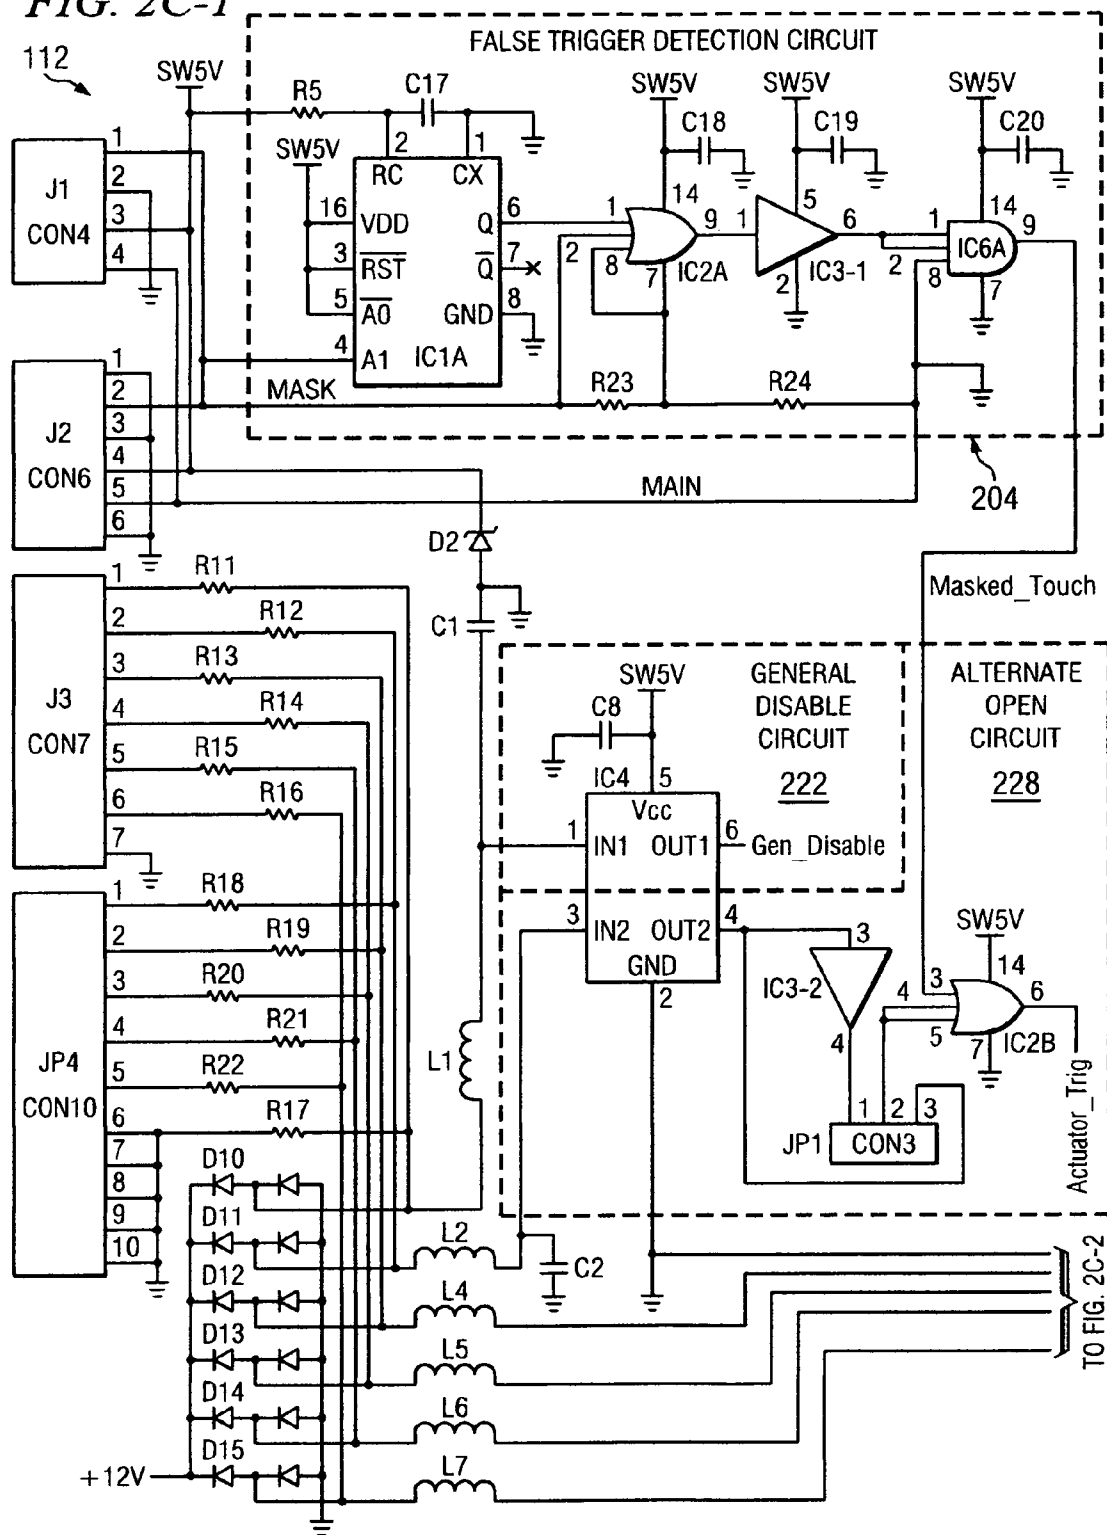 FIG. 2C-1
112
FALSE TRIGGER DETECTION CIRCUIT
SW5V
R5
C17
SW5V
SW5V
SW5V
C18
C19
C20
SW5V
2
1
RC
CX
16
VDD
3
RST
5
A0
4
A1
IC1A
Q
6
Q
7
GND
8
1
2
8
14
9
7
IC2A
1
5
6
2
IC3-1
1
2
8
14
9
IC6A
7
J1
CON4
1
2
3
4
MASK
R23
R24
J2
CON6
1
2
3
4
5
6
MAIN
204
D2
C1
Masked_Touch
J3
CON7
1
2
3
4
5
6
7
R11
R12
R13
R14
R15
R16
SW5V
C8
GENERAL
DISABLE
CIRCUIT
222
ALTERNATE
OPEN
CIRCUIT
228
IC4
5
Vcc
1
IN1
OUT1
6
Gen_Disable
3
IN2
OUT2
4
GND
2
3
IC3-2
4
SW5V
14
3
4
5
6
7
IC2B
Actuator_Trig
1
2
3
JP1
CON3
JP4
CON10
1
2
3
4
5
6
7
8
9
10
R18
R19
R20
R21
R22
R17
L1
D10
D11
D12
D13
D14
D15
+12V
L2
C2
L4
L5
L6
L7
TO FIG. 2C-2